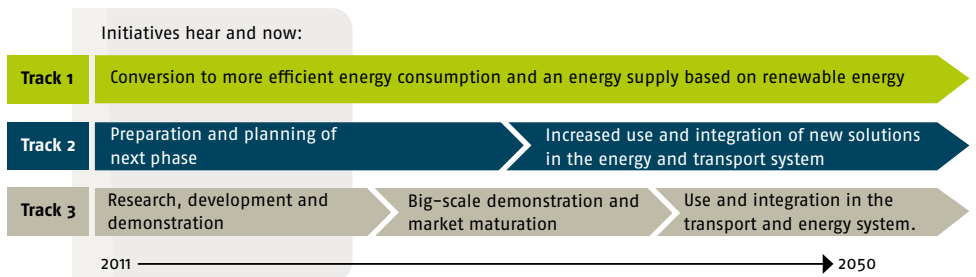 Initiatives hear and now:
Track 1
Conversion to more efficient energy consumption and an energy supply based on renewable energy
Track 2
Preparation and planning of
next phase
Increased use and integration of new solutions
in the energy and transport system
Track 3
Research, development and
demonstration
Big-scale demonstration and
market maturation
Use and integration in the
transport and energy system.
2011
2050